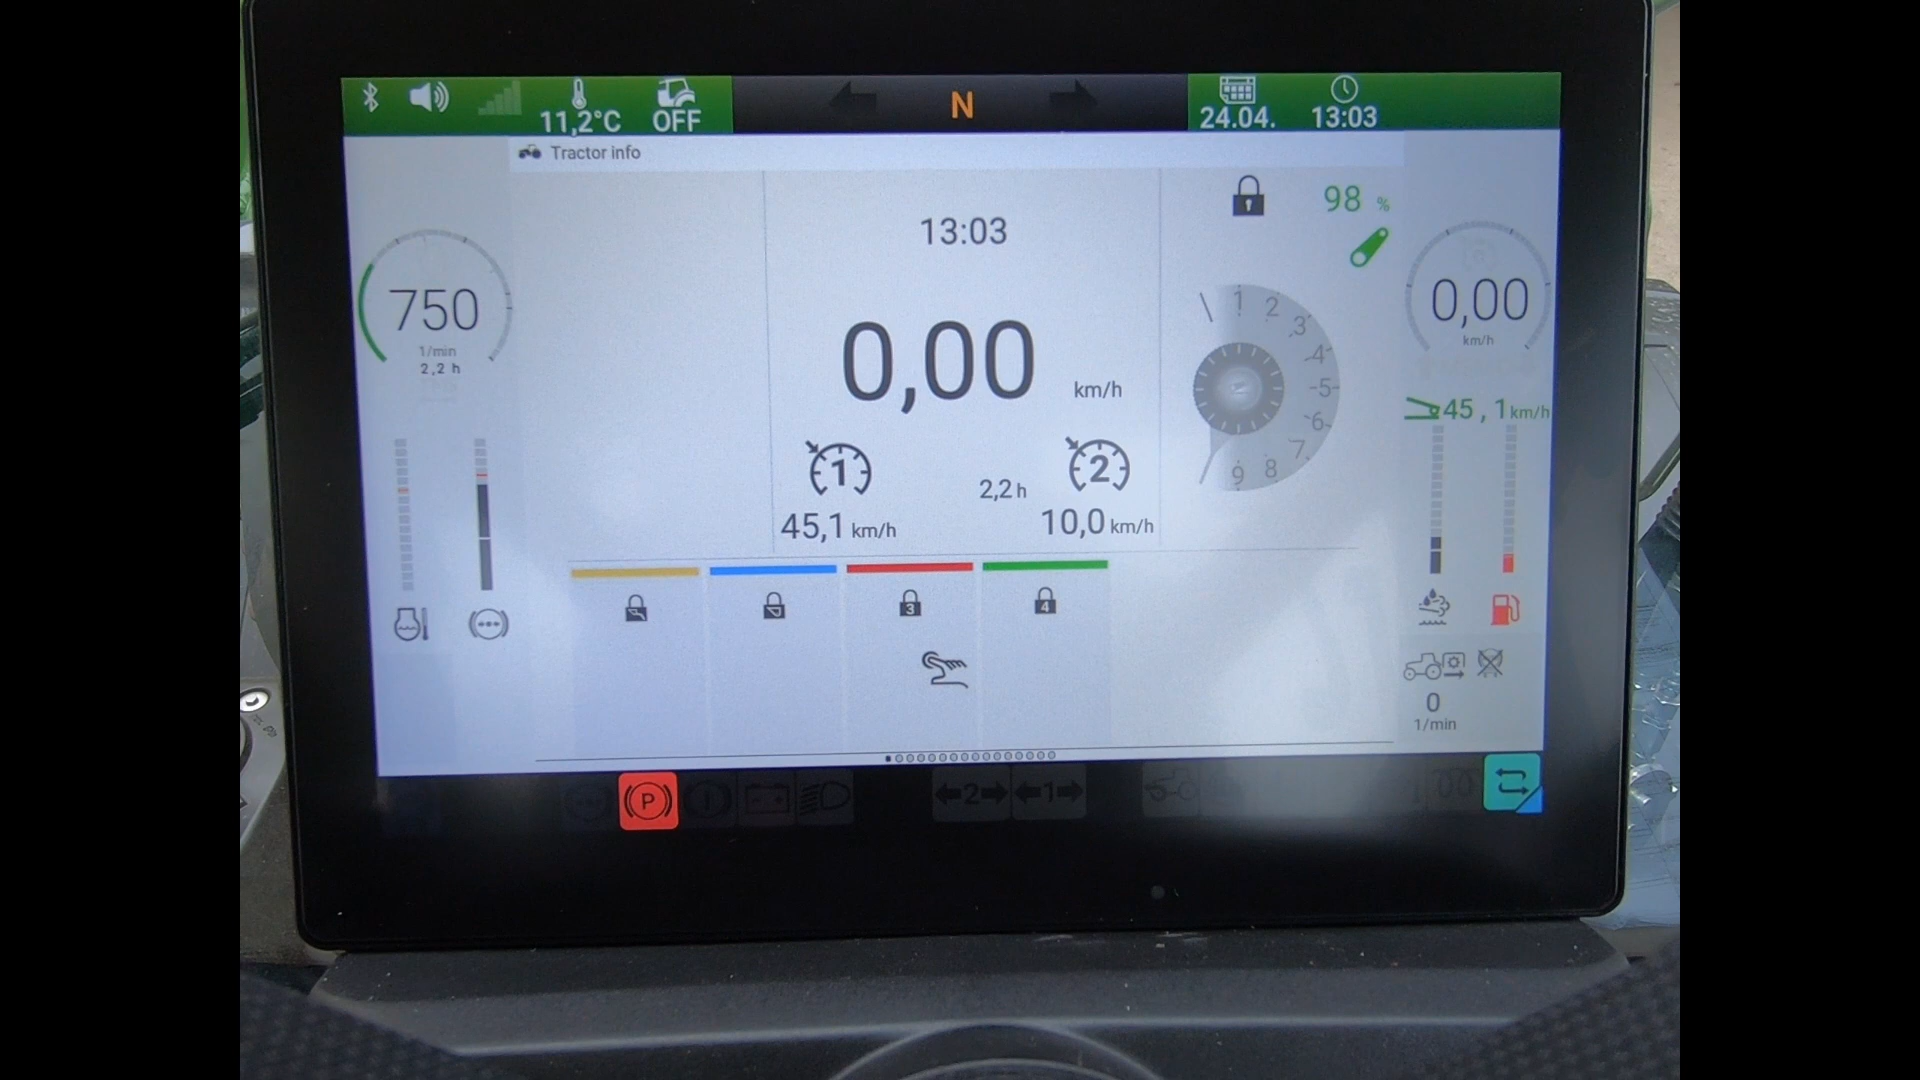 11,2°C
OFF
N
24.04.
13:03
Tractor info
98 %
13:03
750
1/min
2,2 h
0,00
km/h
1
2
3
4
5
6
7
8
9
0,00
km/h
45,1 km/h
1
2
2,2 h
45,1 km/h
10,0 km/h
3
4
0
1/min
P
2
1